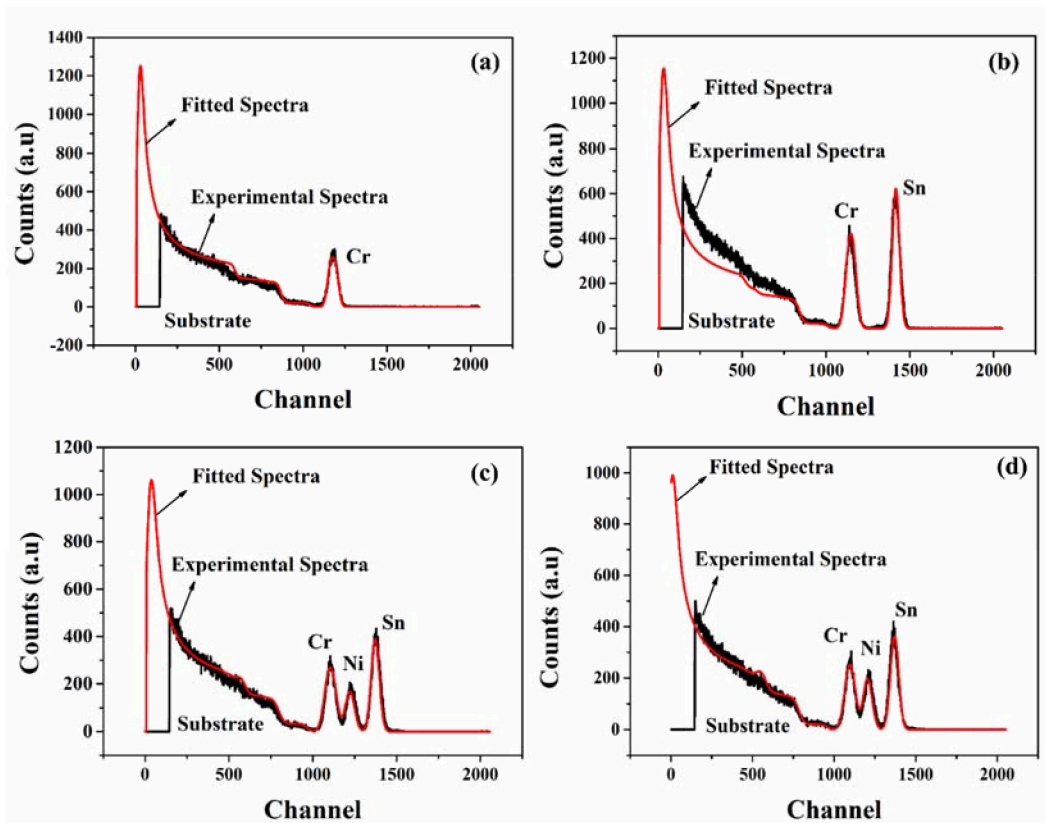 1400
1200
1000
800
600
400
200
0
-200
Counts (a.u)
(a)
Fitted Spectra
Experimental Spectra
Cr
Substrate
0 500 1000 1500 2000
Channel
1200
1000
800
600
400
200
0
Counts (a.u)
(b)
Fitted Spectra
Experimental Spectra
Sn
Cr
Substrate
0 500 1000 1500 2000
Channel
1200
1000
800
600
400
200
0
Counts (a.u)
(c)
Fitted Spectra
Experimental Spectra
Sn
Cr
Ni
Substrate
0 500 1000 1500 2000
Channel
1000
800
600
400
200
0
Counts (a.u)
(d)
Fitted Spectra
Experimental Spectra
Sn
Cr
Ni
Substrate
0 500 1000 1500 2000
Channel